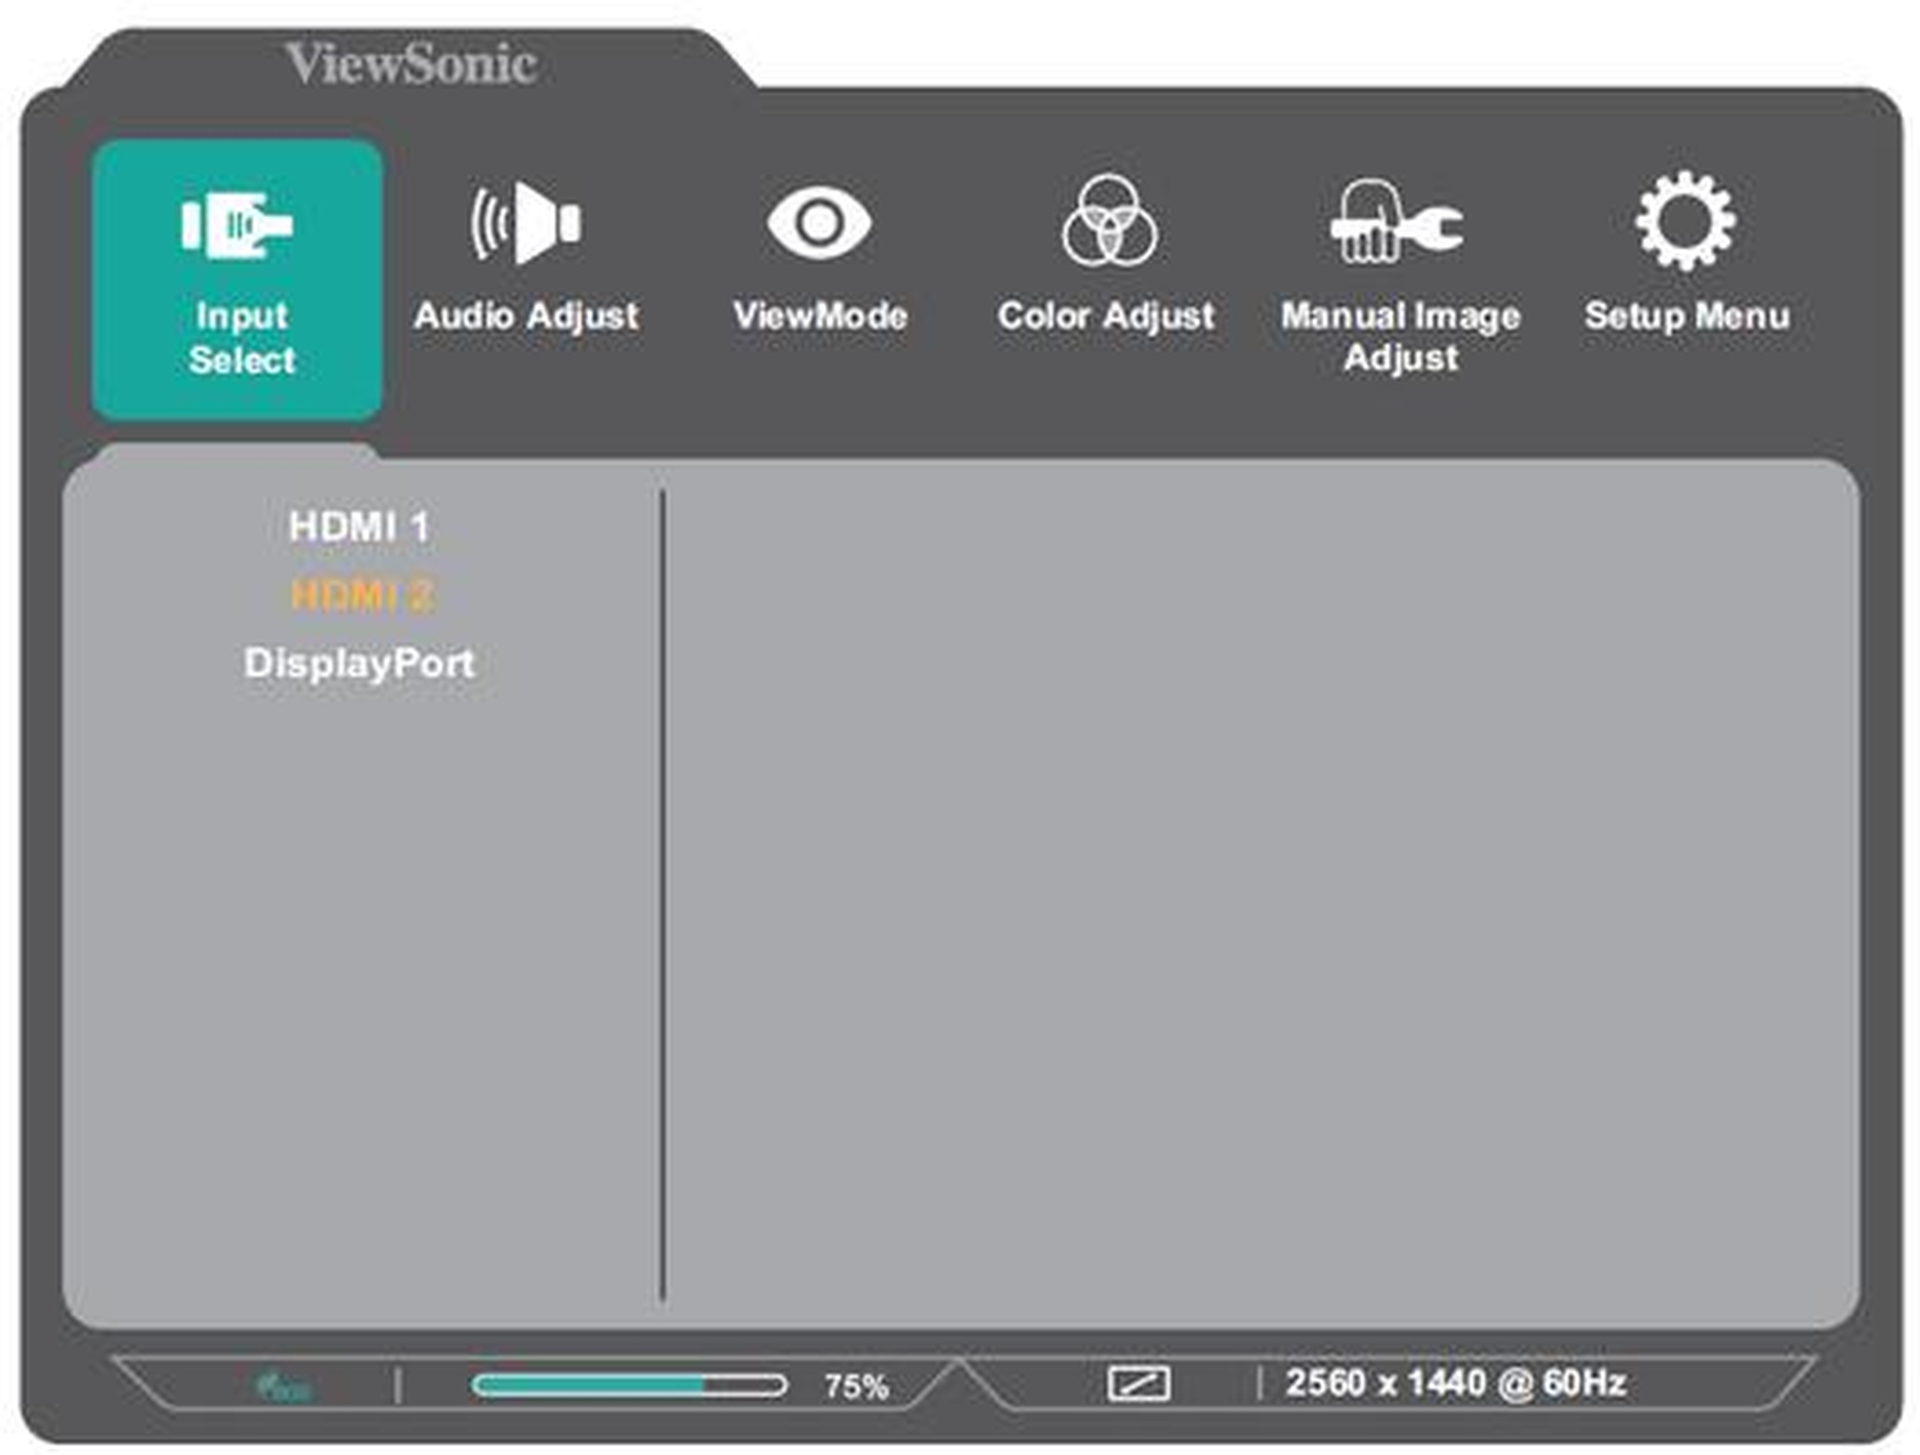 ViewSonic
Input
Select
Audio Adjust
ViewMode
Color Adjust
Manual Image
Adjust
Setup Menu
HDMI 1
HDMI 2
DisplayPort
75%
2560 x 1440 @ 60Hz